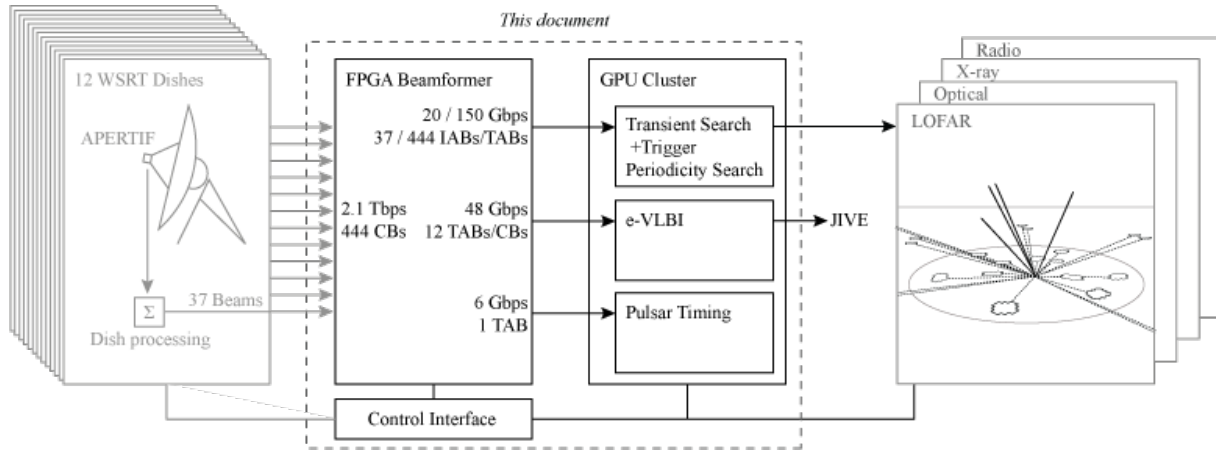 This document
12 WSRT Dishes
APERTIF
37 Beams
Σ
Dish processing
FPGA Beamformer
20 / 150 Gbps
37 / 444 IABs/TABs
2.1 Tbps
444 CBs
48 Gbps
12 TABs/CBs
6 Gbps
1 TAB
GPU Cluster
Transient Search
+Trigger
Periodicity Search
e-VLBI
JIVE
Pulsar Timing
Control Interface
Radio
X-ray
Optical
LOFAR